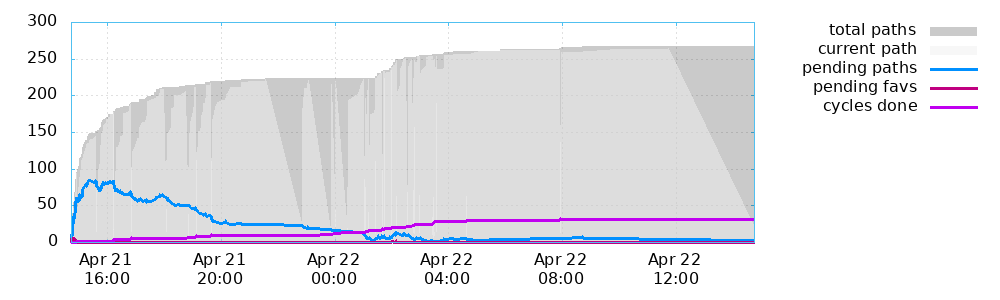 300
250
200
150
100
50
0
Apr 21 Apr 21 Apr 22 Apr 22 Apr 22 Apr 22
16:00 20:00 00:00 04:00 08:00 12:00
total paths
current path
pending paths
pending favs
cycles done